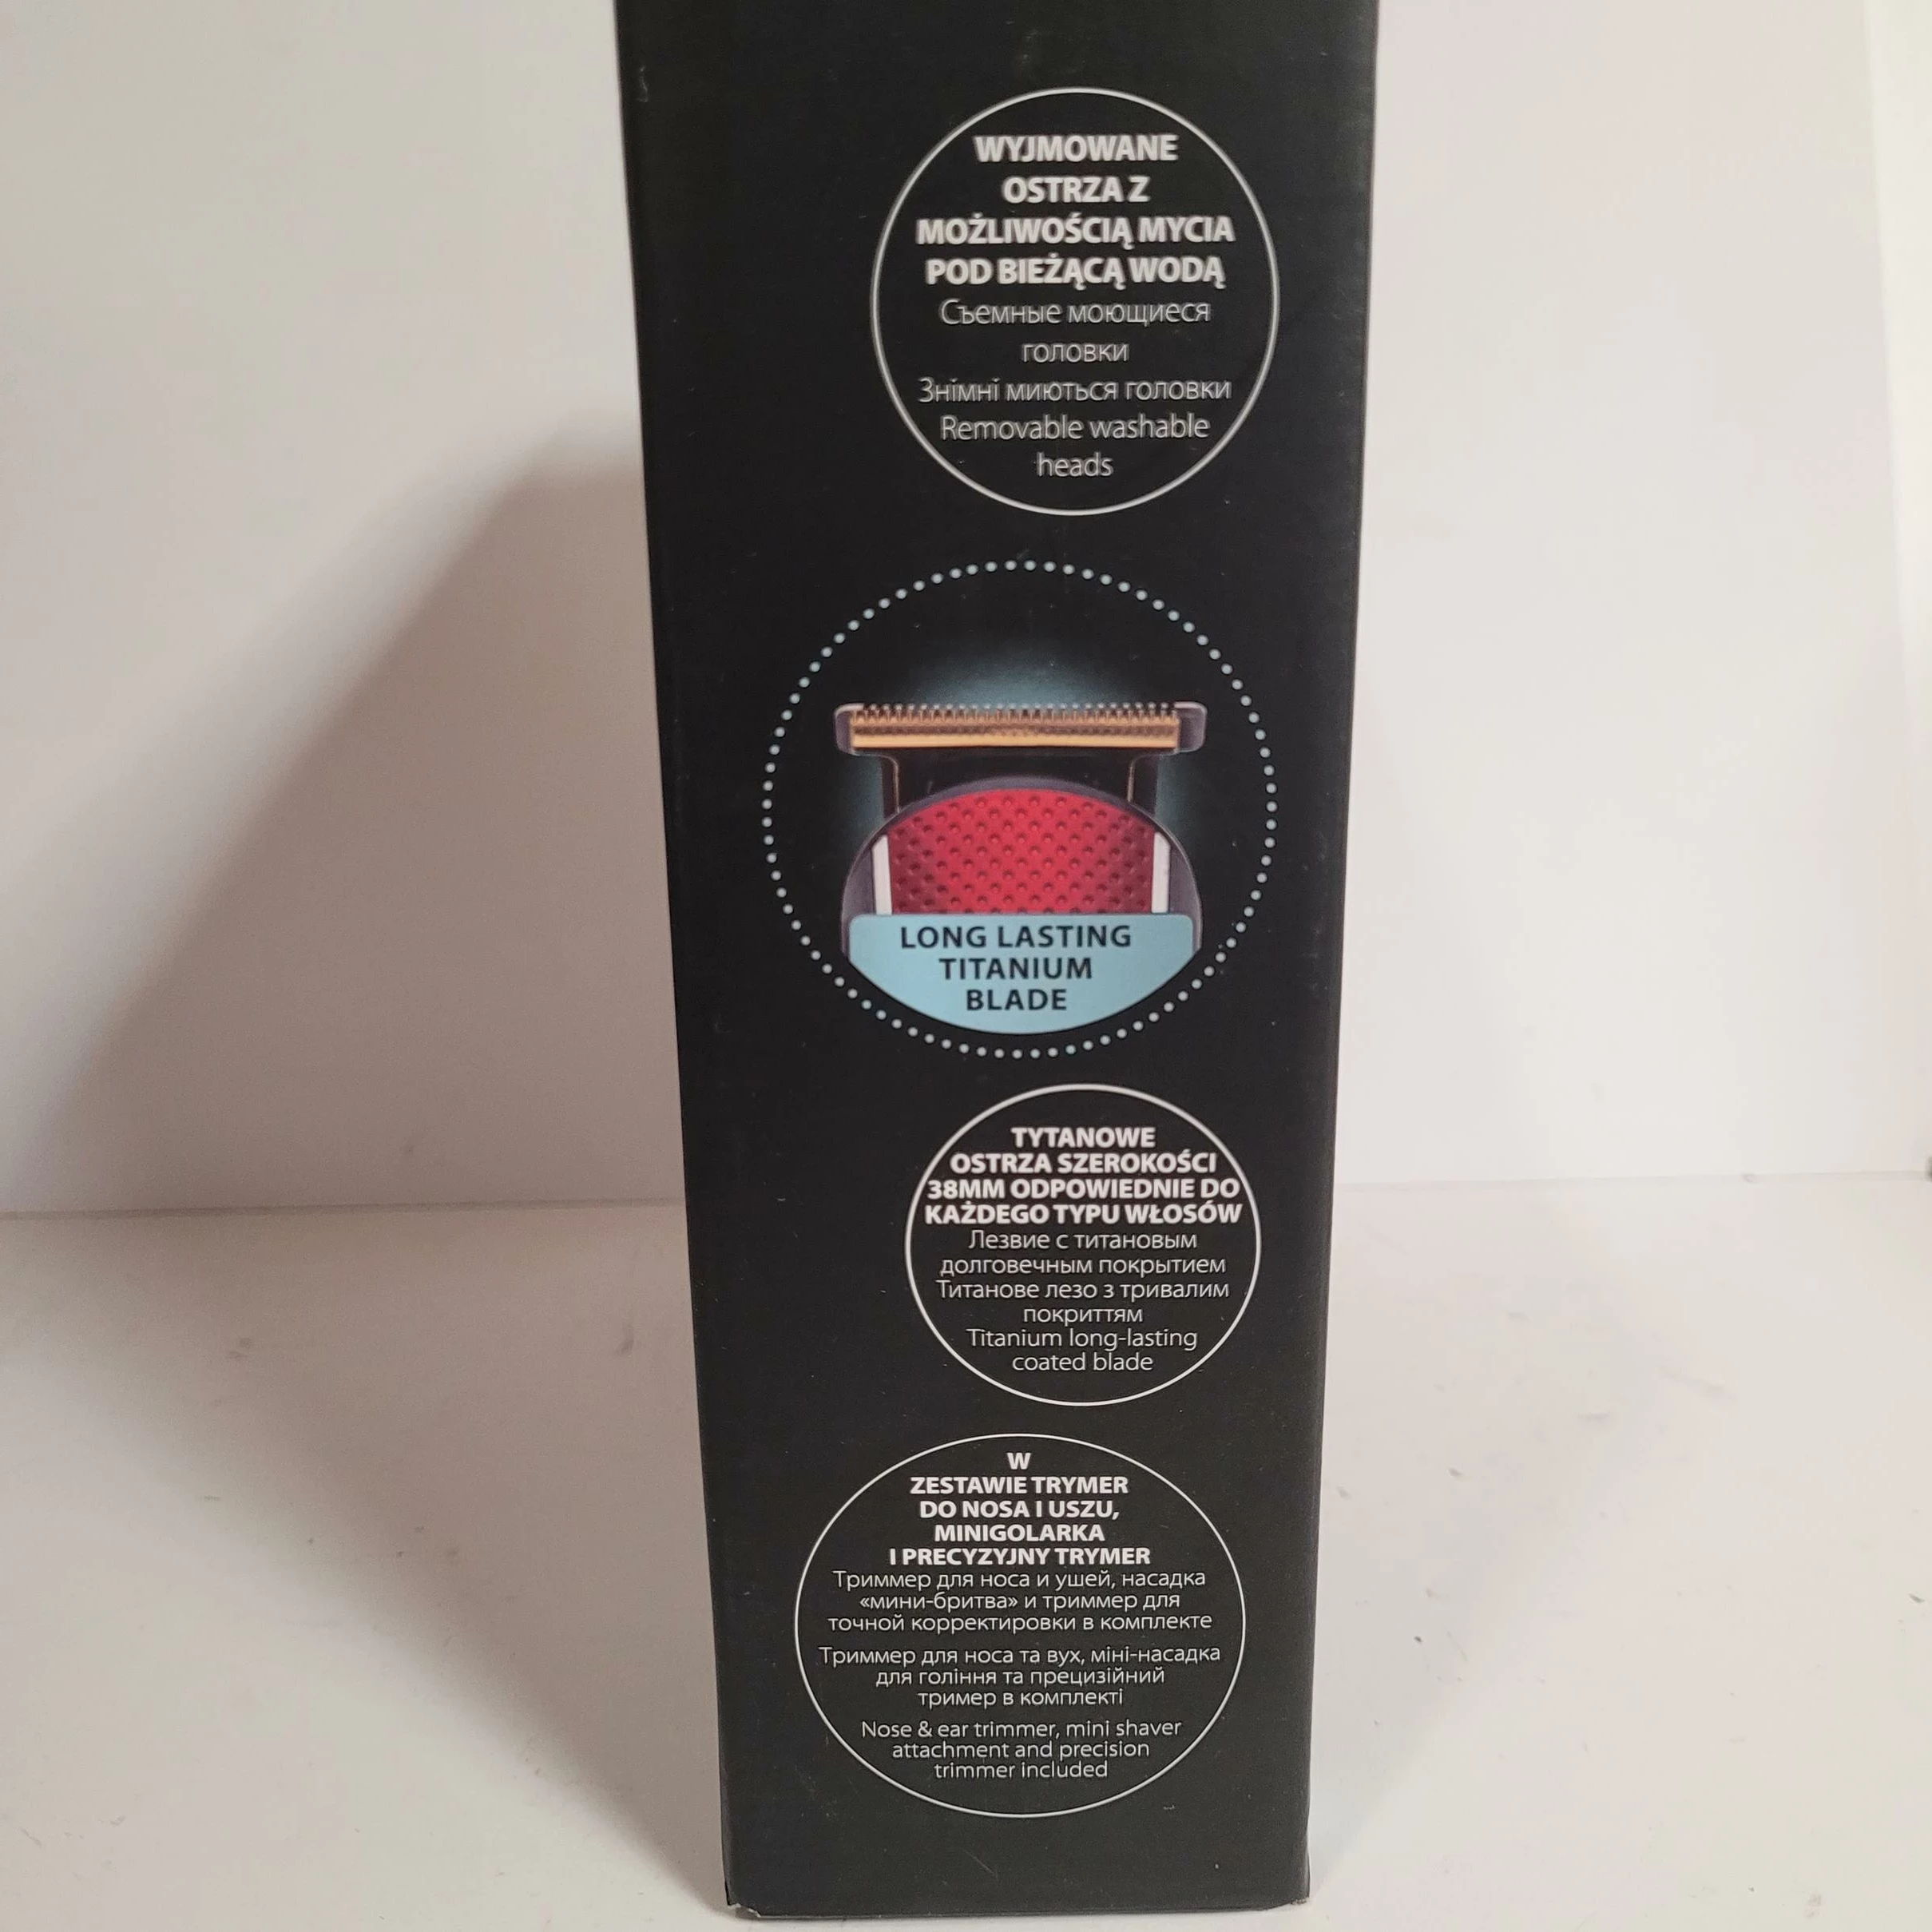 WYJMOWANE
OSTRZA Z
MOŻLIWOŚCIĄ MYCIA
POD BIEŻĄCĄ WODĄ
Съемные моющиеся
головки
Знімні миються головки
Removable washable
heads
LONG LASTING
TITANIUM
BLADE
TYTANOWE
OSTRZA SZEROKOŚCI
38MM ODPOWIEDNIE DO
KAŻDEGO TYPU WŁOSÓW
Лезвие с титановым
долговечным покрытием
Титанове лезо з тривалим
покриттям
Titanium long-lasting
coated blade
W
ZESTAWIE TRYMER
DO NOSA I USZU,
MINIGOLARKA
I PRECYZYJNY TRYMER
Триммер для носа и ушей, насадка
«мини-бритва» и триммер для
точной корректировки в комплекте
Триммер для носа та вух, міні-насадка
для гоління та прецизійний
тример в комплекті
Nose & ear trimmer, mini shaver
attachment and precision
trimmer included